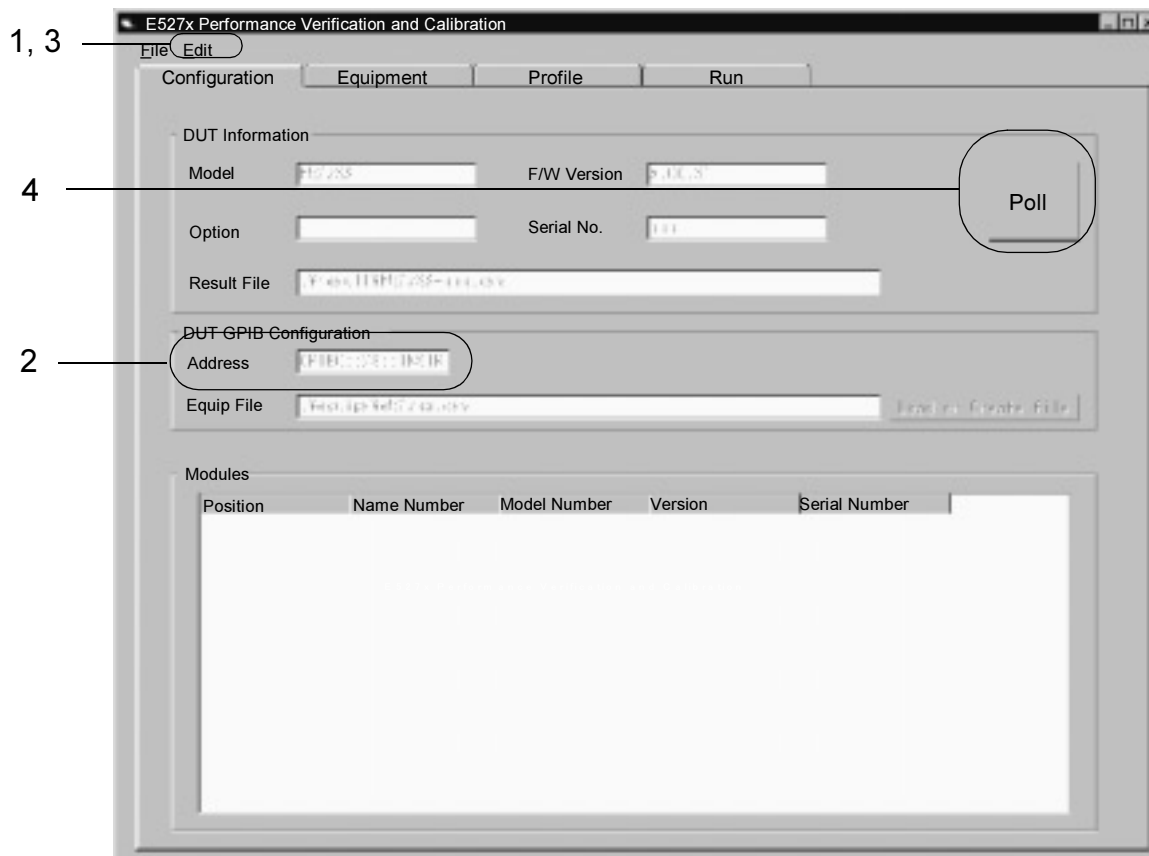 E527x Performance Verification and Calibration
1, 3
File Edit
Configuration Equipment Profile Run
DUT Information
Model F/W Version
4
Poll
Option Serial No.
Result File
DUT GPIB Configuration
2
Address
Equip File Create File
Modules
Position Name Number Model Number Version Serial Number